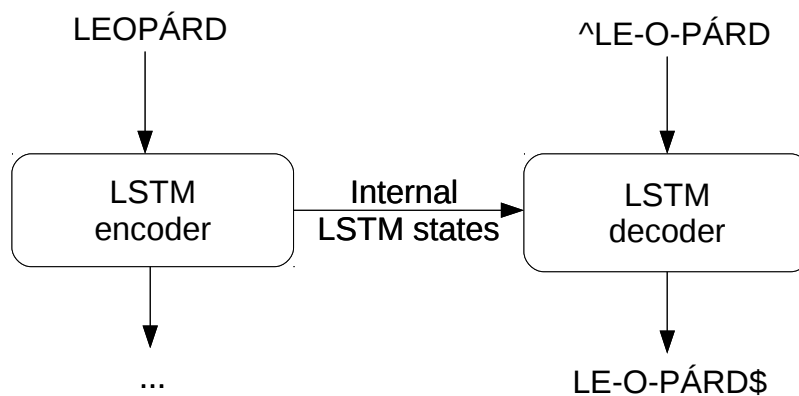 LEOPÁRD
^LE-O-PÁRD
LSTM
encoder
Internal
LSTM states
LSTM
decoder
...
LE-O-PÁRD$